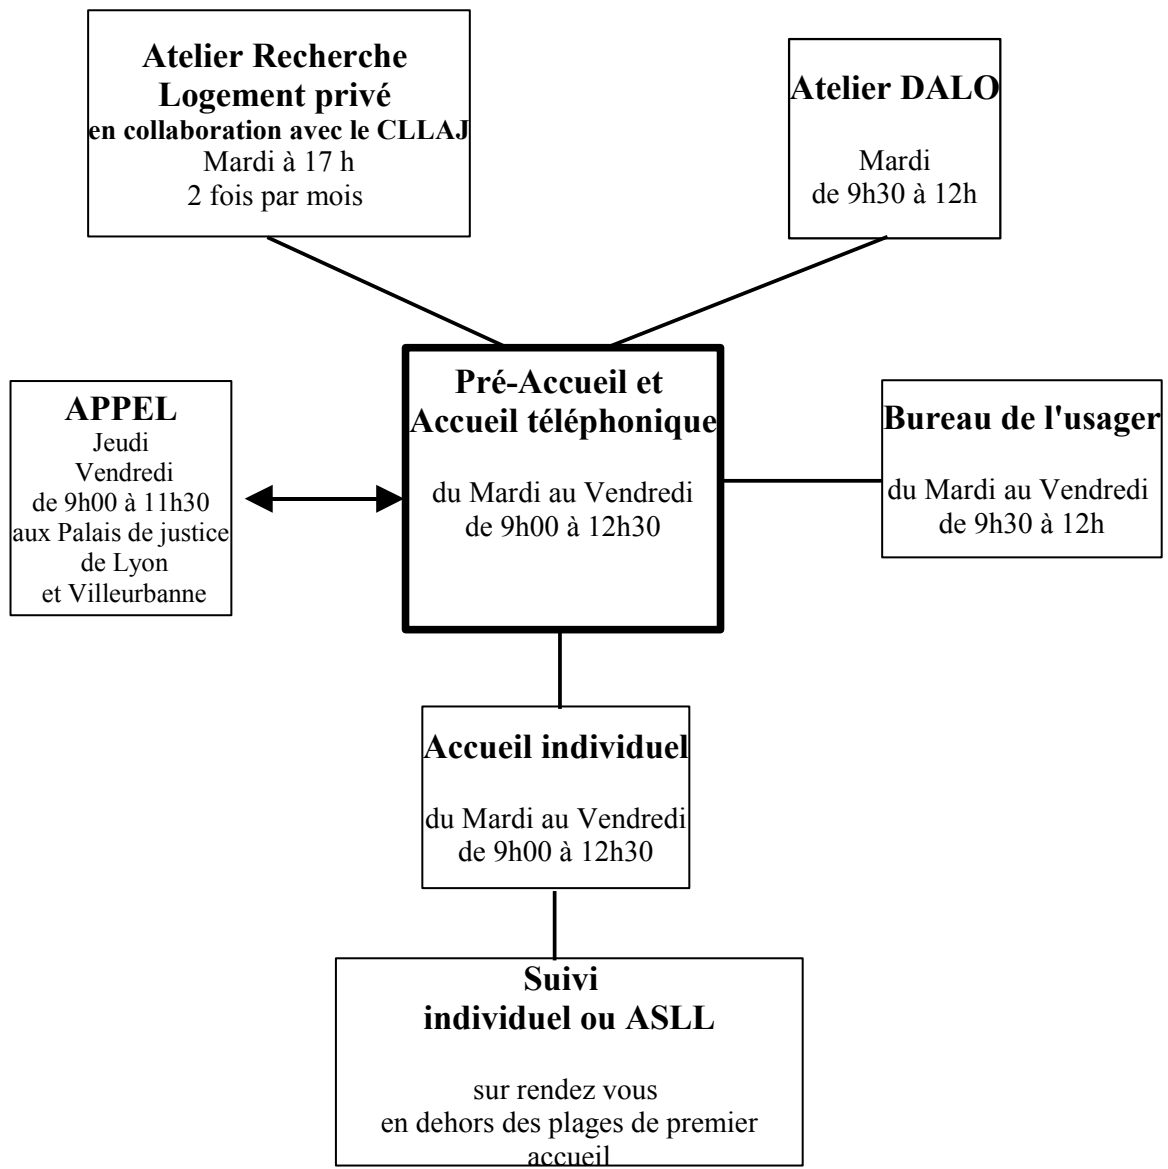 Atelier Recherche
Logement privé
en collaboration avec le CLLAJ
Mardi à 17 h
2 fois par mois
Atelier DALO
Mardi
de 9h30 à 12h
APPEL
Jeudi
Vendredi
de 9h00 à 11h30
aux Palais de justice
de Lyon
et Villeurbanne
Pré-Accueil et
Accueil téléphonique
du Mardi au Vendredi
de 9h00 à 12h30
Bureau de l'usager
du Mardi au Vendredi
de 9h30 à 12h
Accueil individuel
du Mardi au Vendredi
de 9h00 à 12h30
Suivi
individuel ou ASLL
sur rendez vous
en dehors des plages de premier
accueil